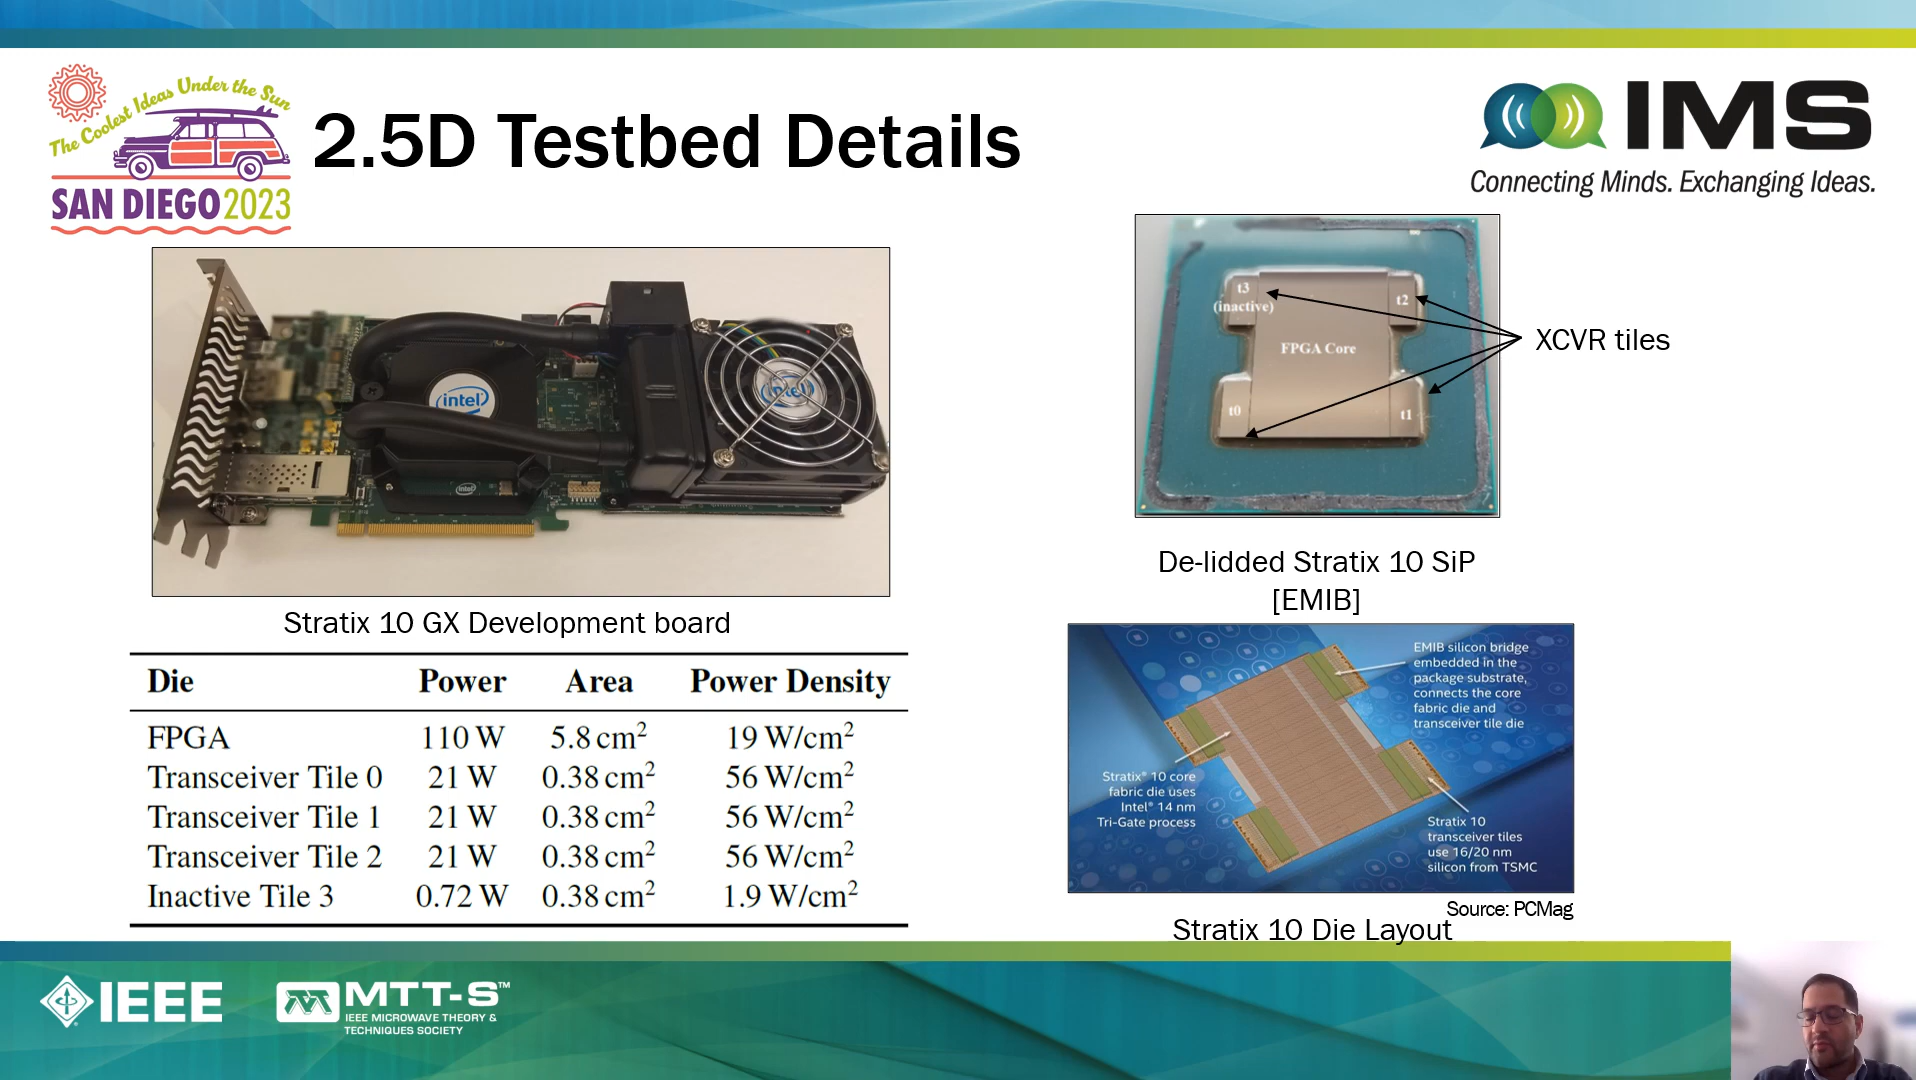 The Coolest Ideas Under the Sun
SAN DIEGO 2023
2.5D Testbed Details
IMS
Connecting Minds. Exchanging Ideas.
intel
intel
intel
Stratix 10 GX Development board
t3
(inactive)
t2
FPGA Core
t0
t1
XCVR tiles
De-lidded Stratix 10 SiP
[EMIB]
Die Power Area Power Density
FPGA 110 W 5.8 cm² 19 W/cm²
Transceiver Tile 0 21 W 0.38 cm² 56 W/cm²
Transceiver Tile 1 21 W 0.38 cm² 56 W/cm²
Transceiver Tile 2 21 W 0.38 cm² 56 W/cm²
Inactive Tile 3 0.72 W 0.38 cm² 1.9 W/cm²
EMIB silicon bridge
embedded in the
package substrate,
connects the core
fabric die and
transceiver tile die
Stratix® 10 core
fabric die uses
Intel® 14 nm
Tri-Gate process
Stratix 10
transceiver tiles
use 16/20 nm
silicon from TSMC
Source: PCMag
Stratix 10 Die Layout
IEEE
MTT-S™
IEEE MICROWAVE THEORY &
TECHNIQUES SOCIETY